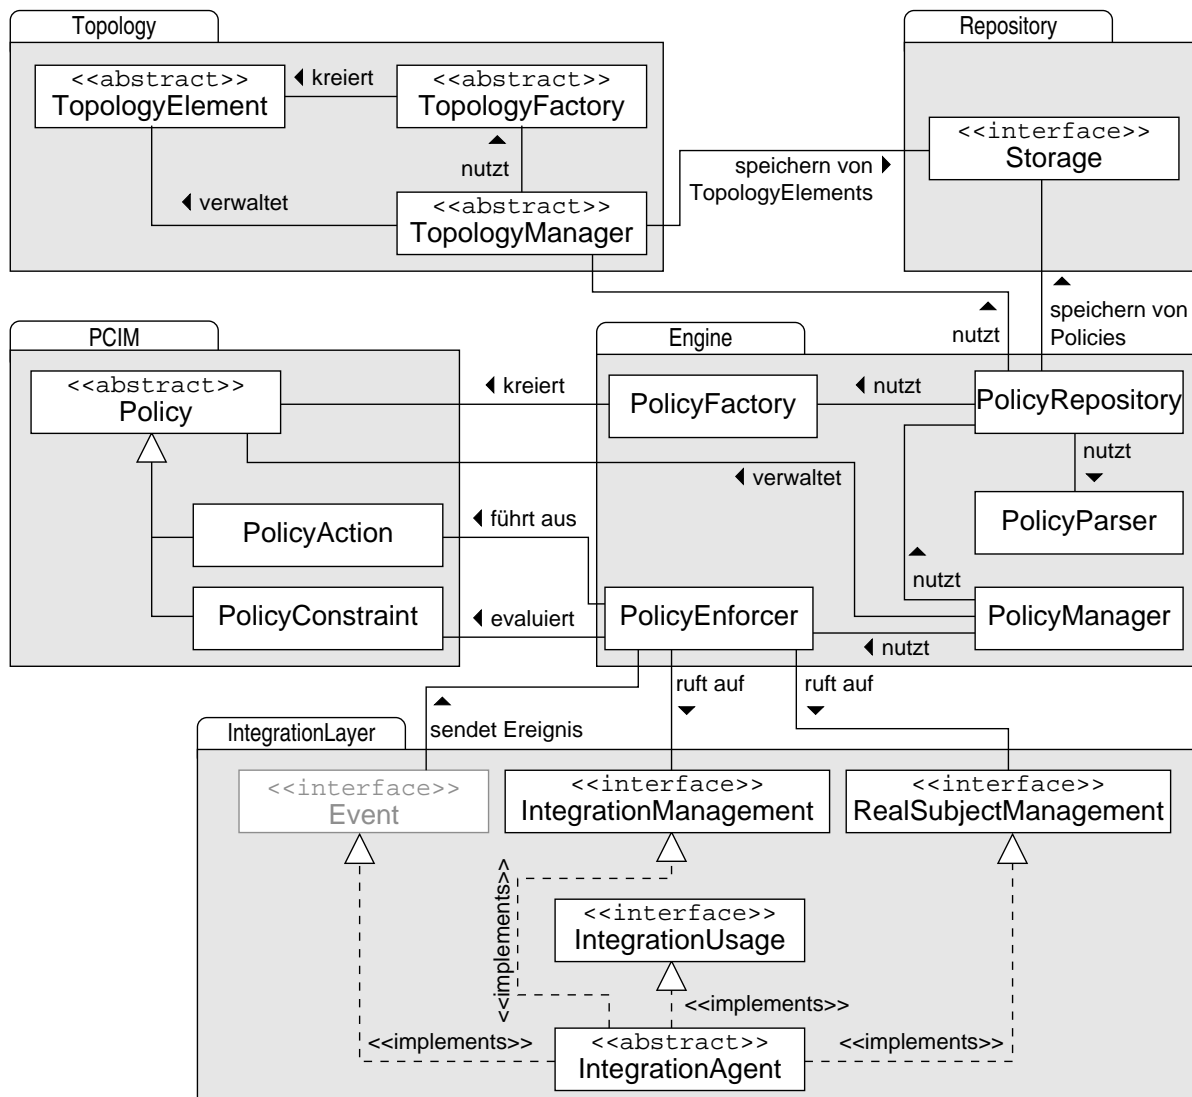 Topology
Repository
<<abstract>>
TopologyElement
kreiert
<<abstract>>
TopologyFactory
nutzt
verwaltet
<<abstract>>
TopologyManager
speichern von
TopologyElements
<<interface>>
Storage
nutzt
speichern von
Policies
PCIM
Engine
<<abstract>>
Policy
kreiert
PolicyFactory
nutzt
PolicyRepository
nutzt
verwaltet
PolicyParser
PolicyAction
führt aus
nutzt
PolicyConstraint
evaluiert
PolicyEnforcer
PolicyManager
nutzt
ruft auf
ruft auf
sendet Ereignis
IntegrationLayer
<<interface>>
Event
<<interface>>
IntegrationManagement
<<interface>>
RealSubjectManagement
<<implements>>
<<interface>>
IntegrationUsage
<<implements>>
<<implements>>
<<implements>>
<<abstract>>
IntegrationAgent